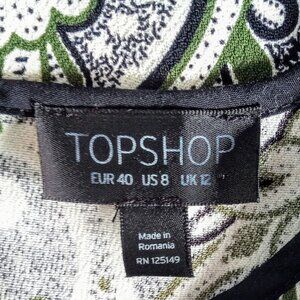 TOPSHOP
EUR 40 US 8 UK 12
Made in
Romania
RN 125149